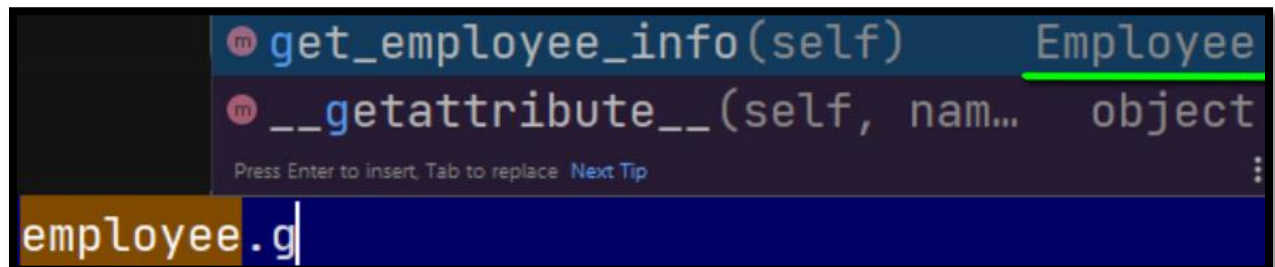 m get_employee_info(self) Employee
m __getattribute__(self, nam… object
Press Enter to insert, Tab to replace Next Tip
employee.g